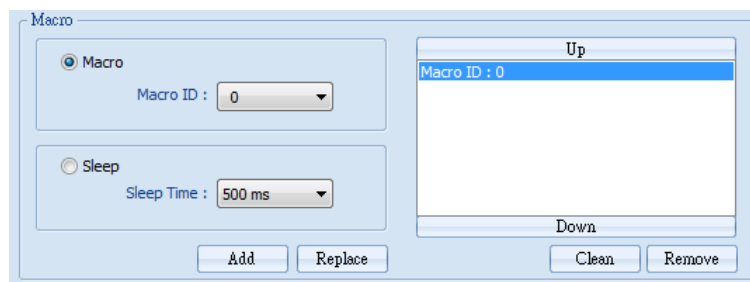 Macro
Macro
Macro ID : 0
Sleep
Sleep Time : 500 ms
Add Replace
Up
Macro ID : 0
Down
Clean Remove